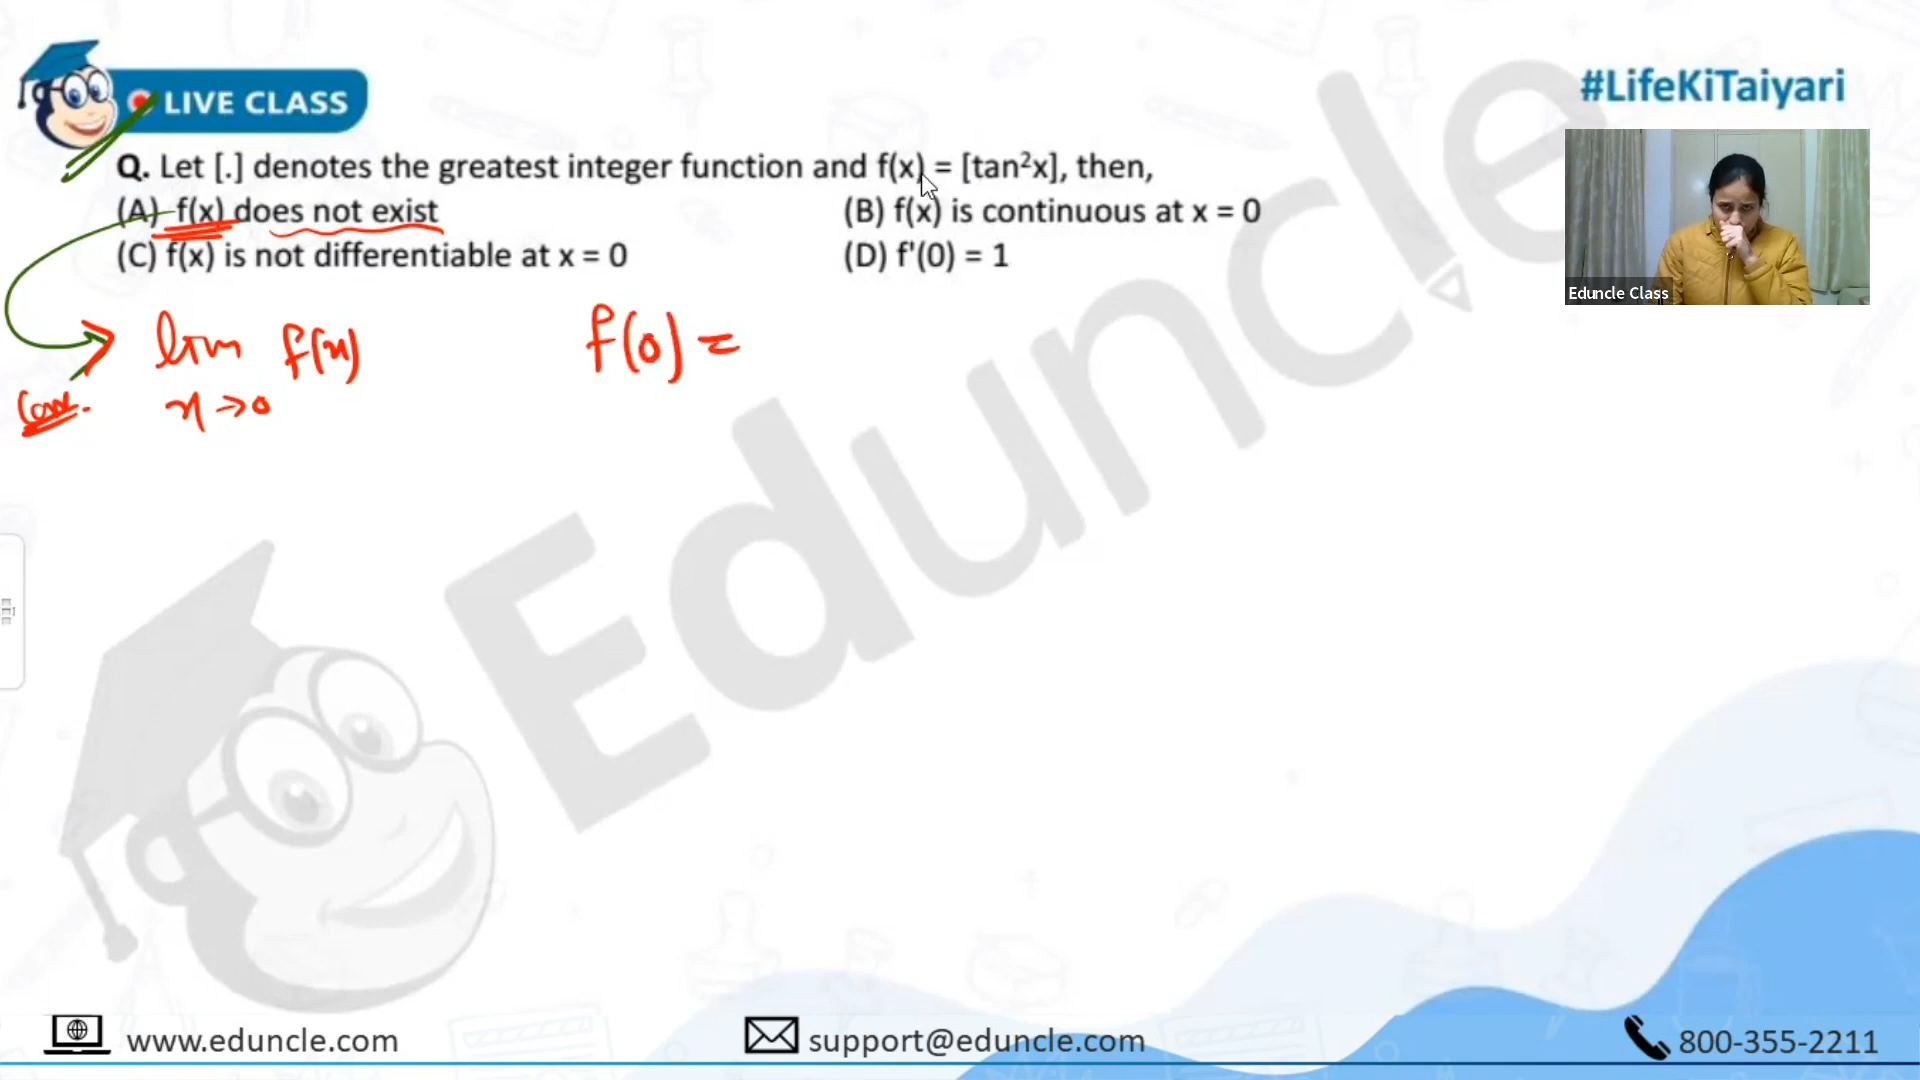 LIVE CLASS
#LifeKiTaiyari
Q. Let [.] denotes the greatest integer function and f(x) = [tan²x], then,
(A) f(x) does not exist
(B) f(x) is continuous at x = 0
(C) f(x) is not differentiable at x = 0
(D) f'(0) = 1
Eduncle Class
lim f(x)
x → 0
f(0) =
Eduncle
www.eduncle.com
support@eduncle.com
800-355-2211